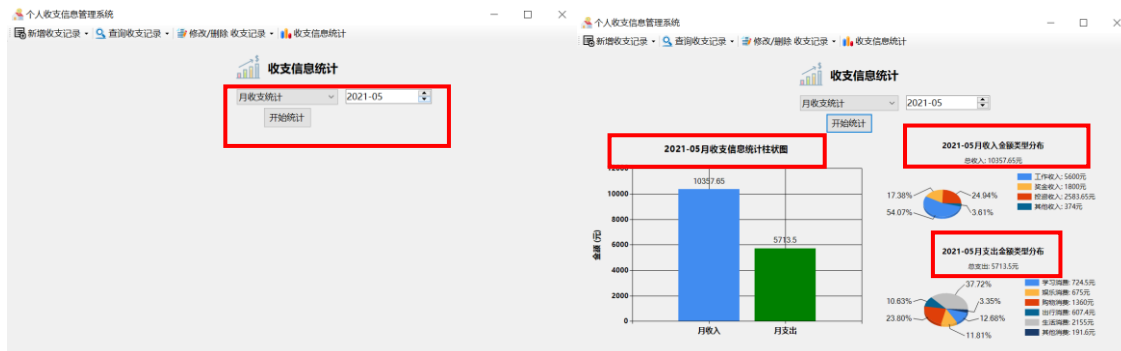 个人收支信息管理系统
新增收支记录 查询收支记录 修改/删除 收支记录 收支信息统计
收支信息统计
月收支统计 2021-05
开始统计
个人收支信息管理系统
新增收支记录 查询收支记录 修改/删除 收支记录 收支信息统计
收支信息统计
月收支统计 2021-05
开始统计
2021-05月收支信息统计柱状图
金额 (元)
12000
10000
8000
6000
4000
2000
0
10357.65
5713.5
月收入 月支出
2021-05月收入金额类型分布
总收入: 10357.65元
17.38%
24.94%
54.07%
3.61%
工作收入: 5600元
奖金收入: 1800元
投资收入: 2583.65元
其他收入: 374元
2021-05月支出金额类型分布
总支出: 5713.5元
37.72%
10.63%
3.35%
23.80%
12.68%
11.81%
学习消费: 724.5元
娱乐消费: 675元
购物消费: 1360元
出行消费: 607.4元
生活消费: 2155元
其他消费: 191.6元